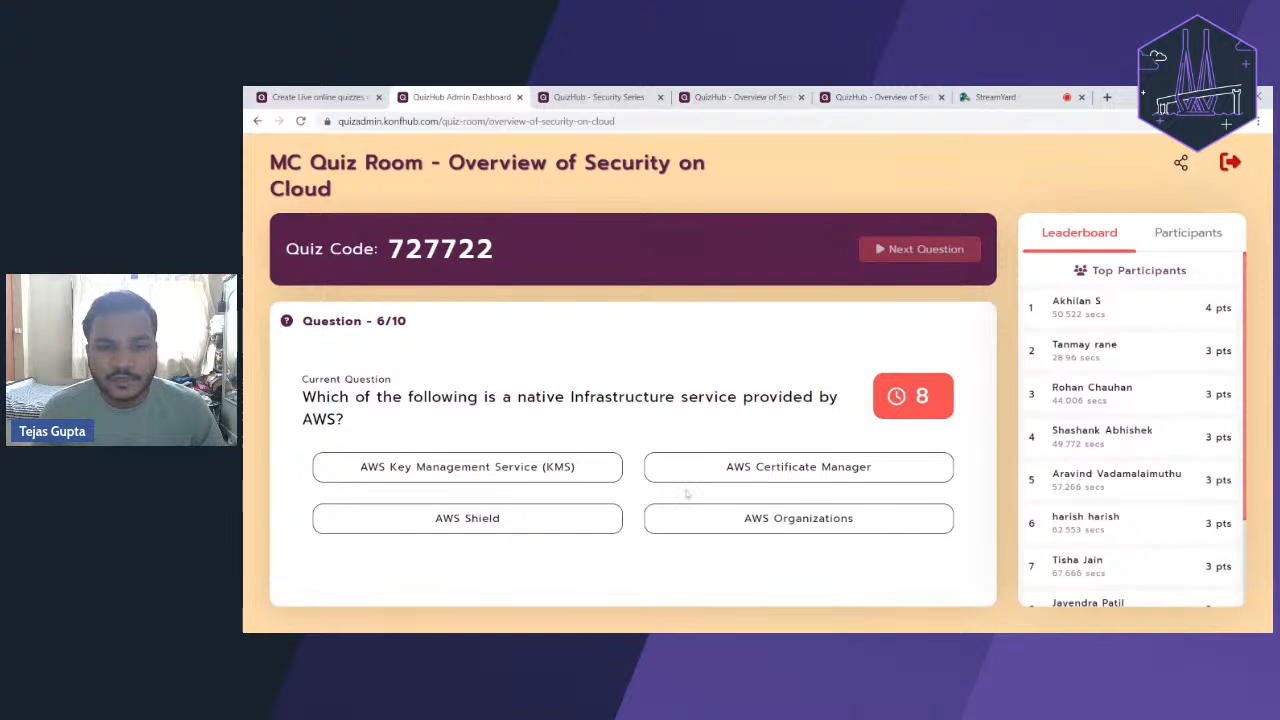 Create Live online quizzes
QuizHub Admin Dashboard
QuizHub - Security Series
QuizHub - Overview of Sec
QuizHub - Overview of Sec
StreamYard
quizadmin.konfhub.com/quiz-room/overview-of-security-on-cloud
MC Quiz Room - Overview of Security on
Cloud
Quiz Code: 727722
Next Question
Leaderboard
Participants
Top Participants
1 Akhilan S 4 pts
50.522 secs
2 Tanmay rane 3 pts
28.96 secs
3 Rohan Chauhan 3 pts
44.006 secs
4 Shashank Abhishek 3 pts
49.772 secs
5 Aravind Vadamalaimuthu 3 pts
57.266 secs
6 harish harish 3 pts
62.553 secs
7 Tisha Jain 3 pts
67.666 secs
Jayendra Patil
Question - 6/10
Current Question
Which of the following is a native Infrastructure service provided by
AWS?
8
AWS Key Management Service (KMS)
AWS Certificate Manager
AWS Shield
AWS Organizations
Tejas Gupta